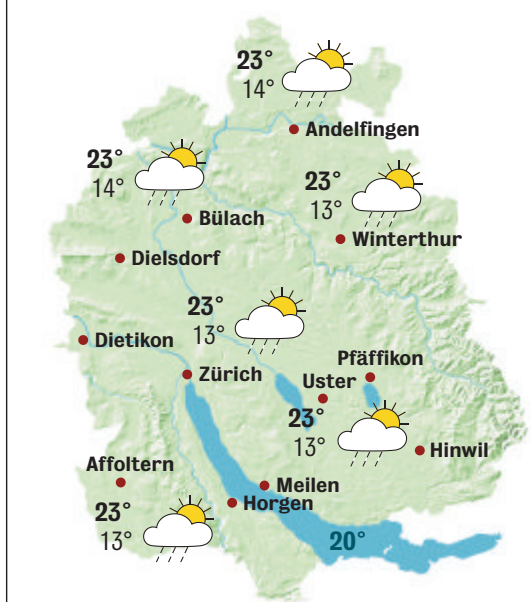 23°
14°
Andelfingen
23°
14°
23°
13°
Bülach
Winterthur
Dielsdorf
23°
13°
Dietikon
Pfäffikon
Zürich
Uster
23°
13°
Hinwil
Affoltern
Meilen
Horgen
23°
13°
20°